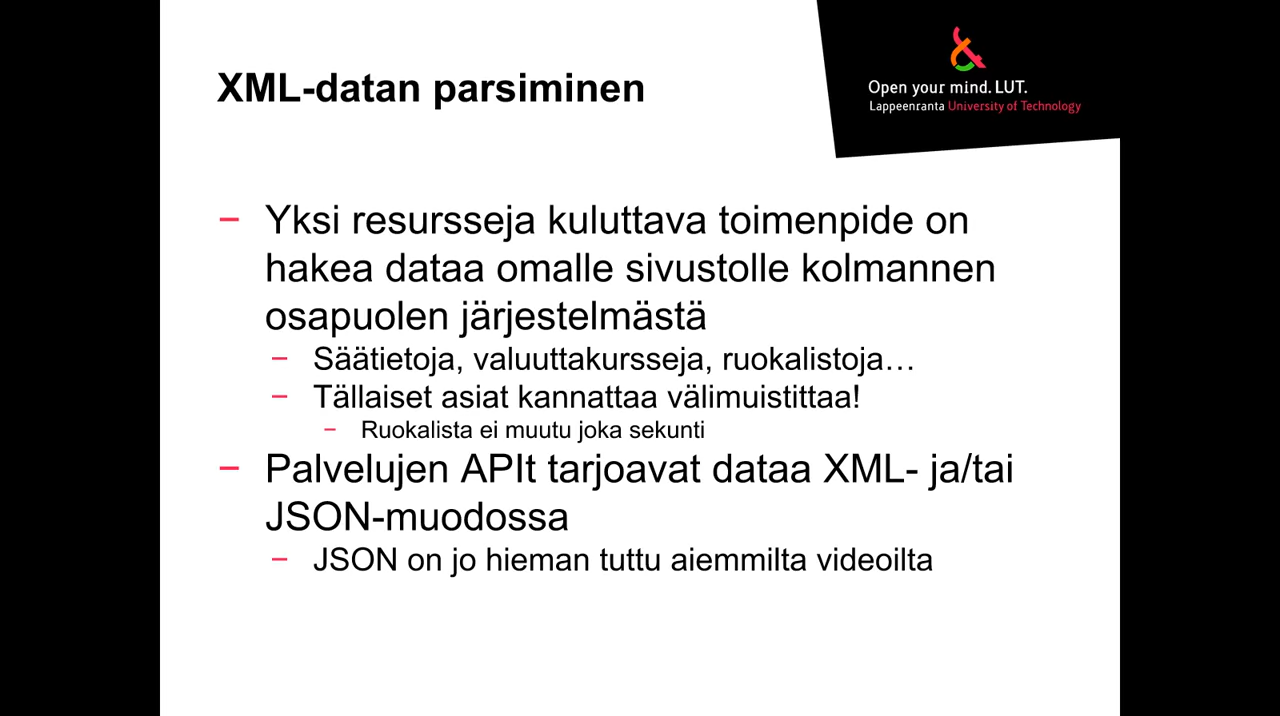 XML-datan parsiminen
Open your mind. LUT.
Lappeenranta University of Technology
− Yksi resursseja kuluttava toimenpide on
hakea dataa omalle sivustolle kolmannen
osapuolen järjestelmästä
− Säätietoja, valuuttakursseja, ruokalistoja…
− Tällaiset asiat kannattaa välimuistittaa!
− Ruokalista ei muutu joka sekunti
− Palvelujen APIt tarjoavat dataa XML- ja/tai
JSON-muodossa
− JSON on jo hieman tuttu aiemmilta videoilta